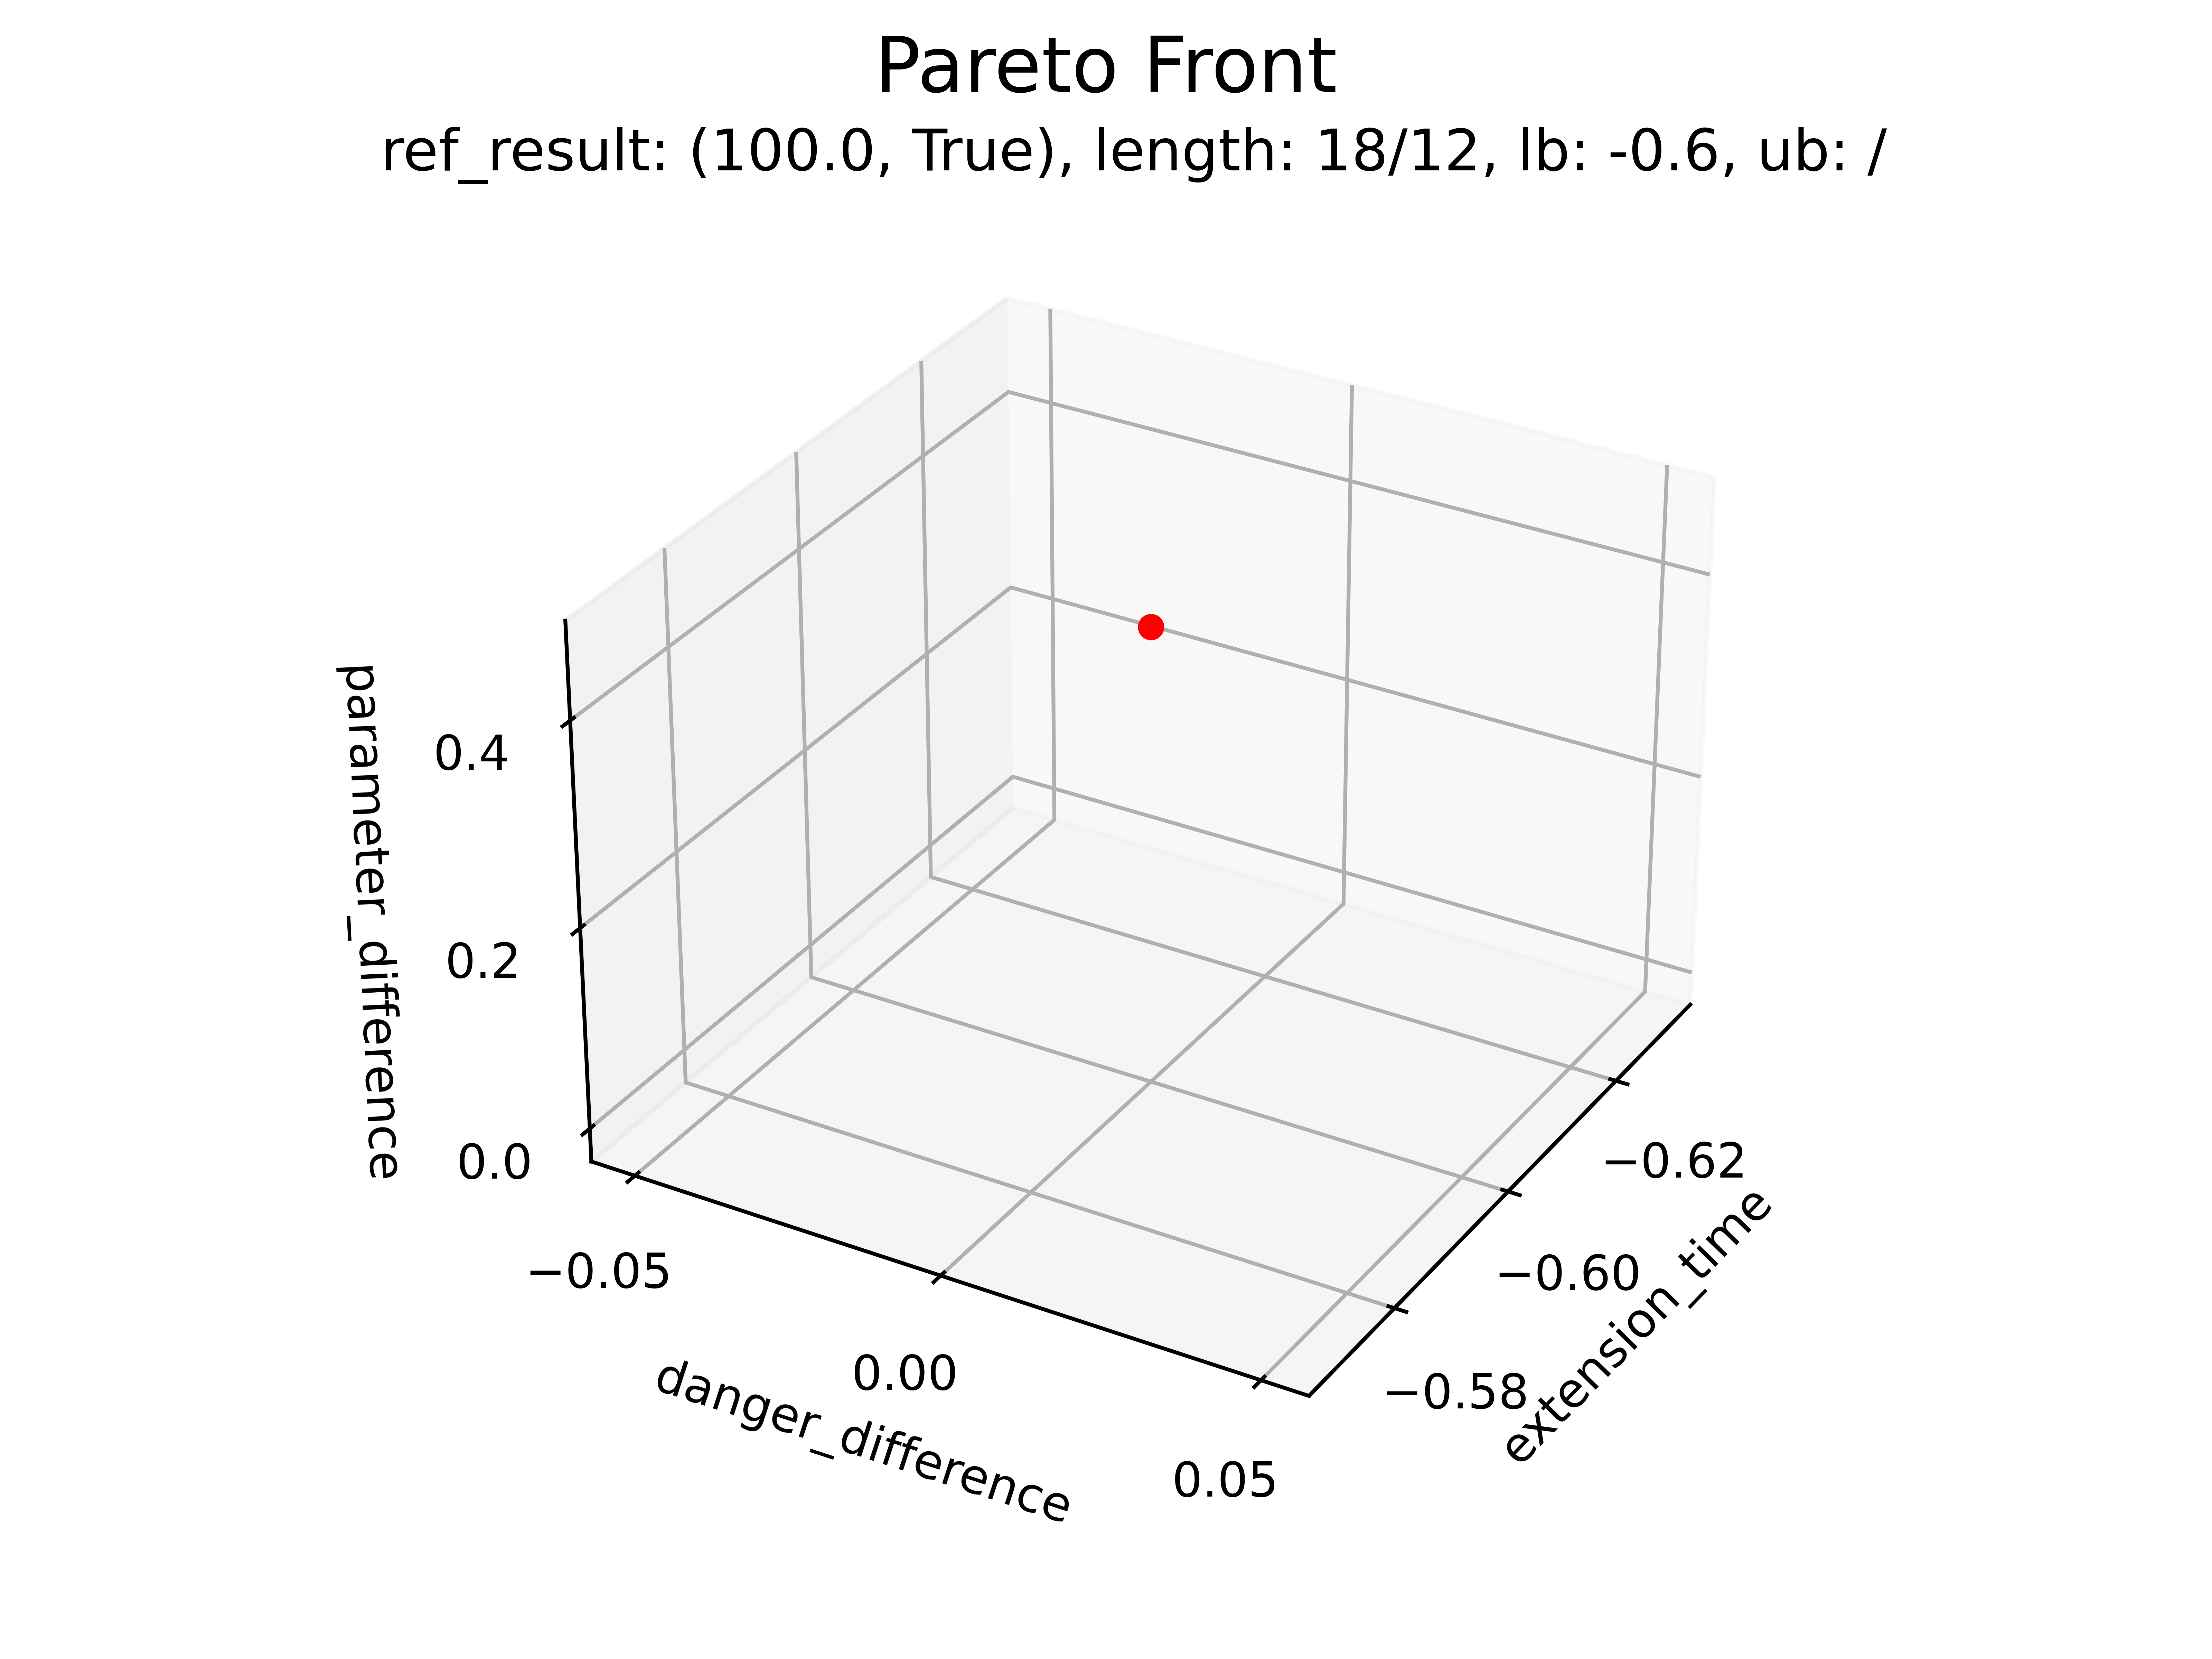 Pareto Front
ref_result: (100.0, True), length: 18/12, lb: -0.6, ub: /
parameter_difference
0.4
0.2
0.0
−0.05
0.00
0.05
danger_difference
−0.62
−0.60
−0.58
extension_time